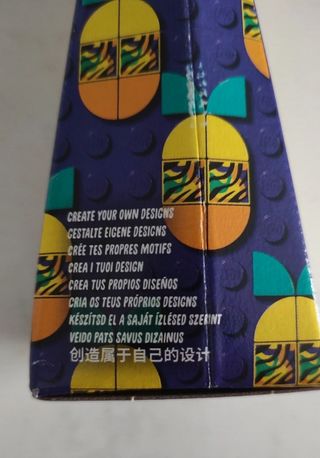 CREATE YOUR OWN DESIGNS
GESTALTE EIGENE DESIGNS
CRÉE TES PROPRES MOTIFS
CREA I TUOI DESIGN
CREA TUS PROPIOS DISEÑOS
CRIA OS TEUS PRÓPRIOS DESIGNS
KÉSZÍTSD EL A SAJÁT ÍZLÉSED SZERINT
VEIDO PATS SAVUS DIZAINUS
创造属于自己的设计